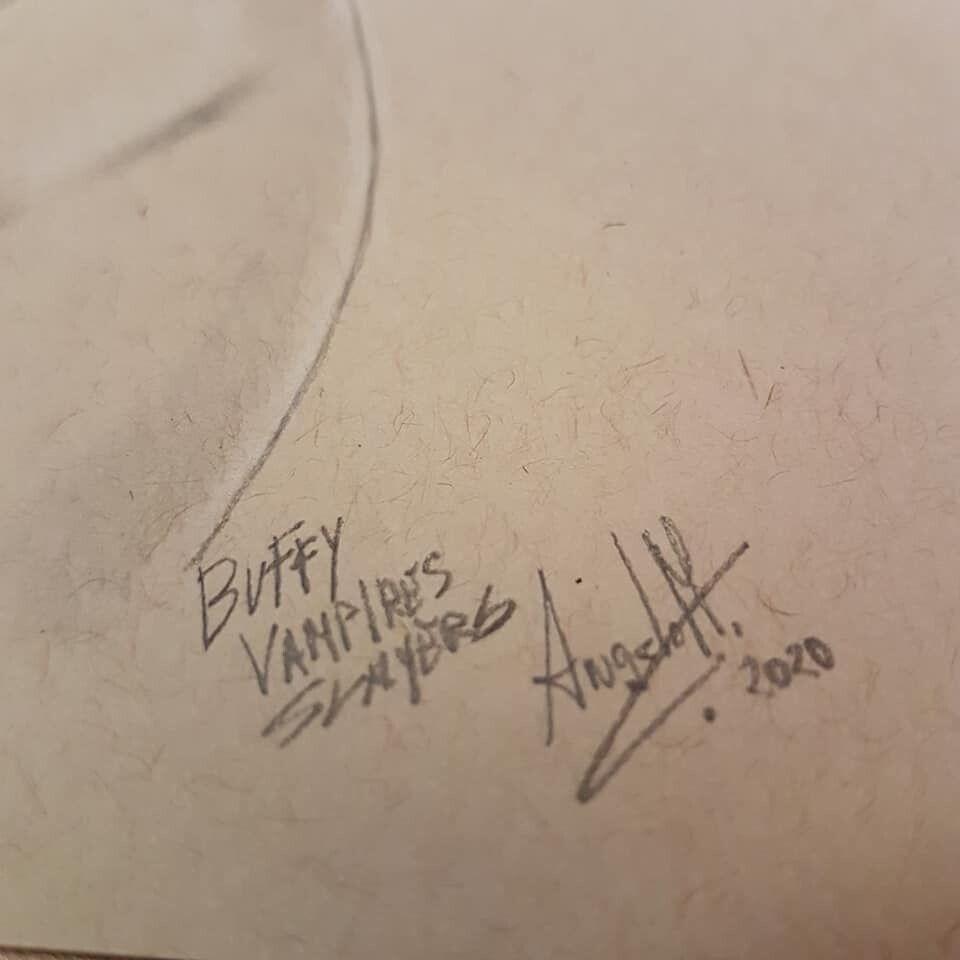 BUFFY
VAMPIRES
SLAYERS
2020